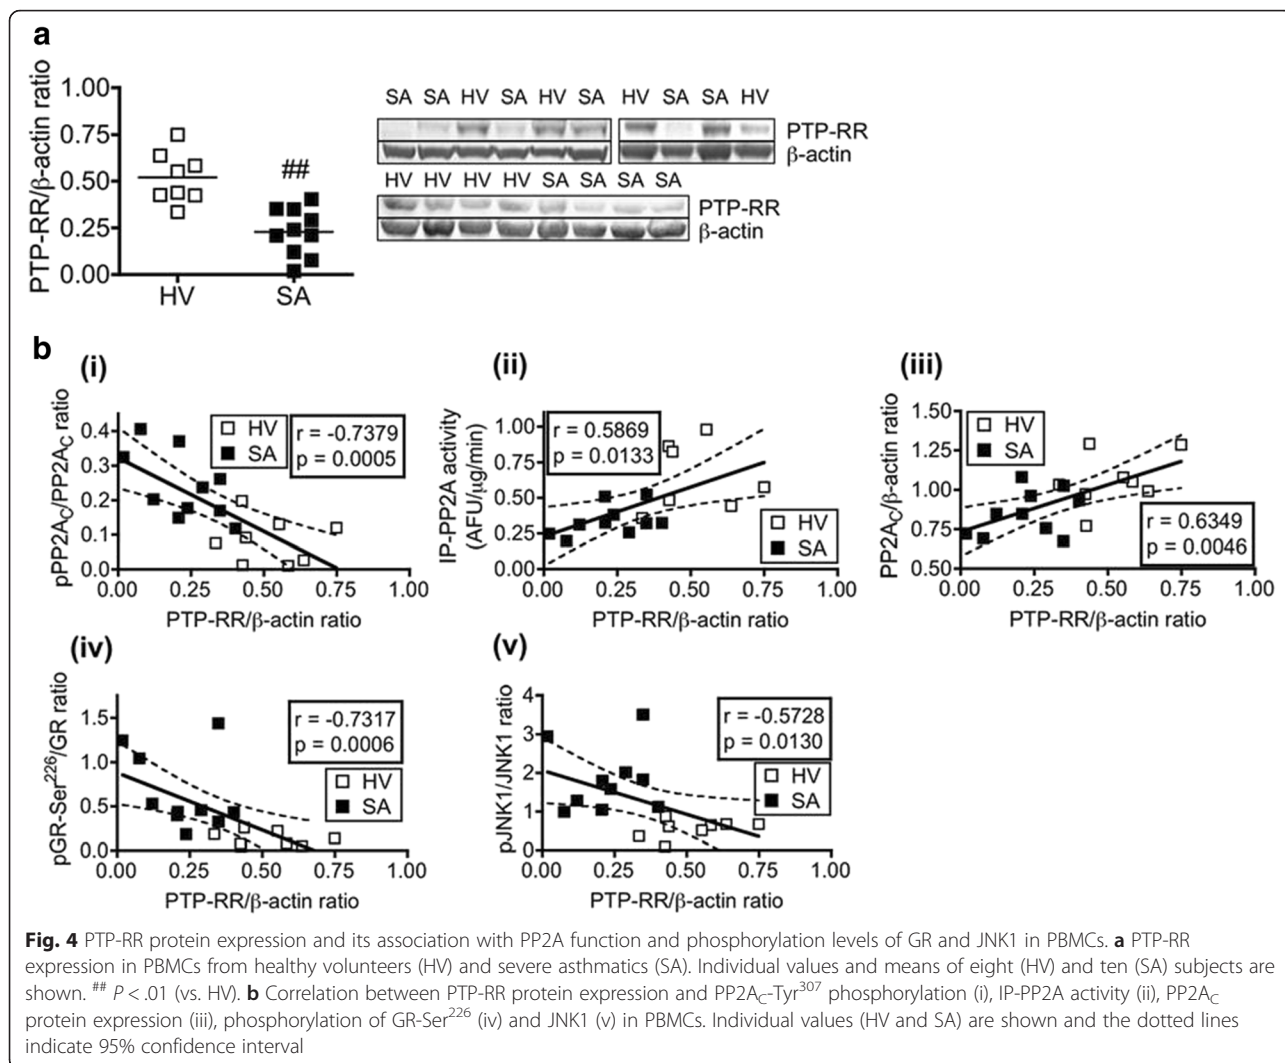 a
PTP-RR/β-actin ratio
1.00
0.75
0.50
0.25
0.00
##
HV SA
SA SA HV SA HV SA HV SA SA HV
PTP-RR
β-actin
HV HV HV HV SA SA SA SA
PTP-RR
β-actin
b
(i)
pPP2A_C/PP2A_C ratio
0.4
0.3
0.2
0.1
0.0
HV
SA
r = -0.7379
p = 0.0005
0.00 0.25 0.50 0.75 1.00
PTP-RR/β-actin ratio
(ii)
IP-PP2A activity
(AFU/μg/min)
1.00
0.75
0.50
0.25
0.00
r = 0.5869
p = 0.0133
HV
SA
0.00 0.25 0.50 0.75 1.00
PTP-RR/β-actin ratio
(iii)
PP2A_C/β-actin ratio
1.50
1.25
1.00
0.75
0.50
HV
SA
r = 0.6349
p = 0.0046
0.00 0.25 0.50 0.75 1.00
PTP-RR/β-actin ratio
(iv)
pGR-Ser²²⁶/GR ratio
1.5
1.0
0.5
0.0
r = -0.7317
p = 0.0006
HV
SA
0.00 0.25 0.50 0.75 1.00
PTP-RR/β-actin ratio
(v)
pJNK1/JNK1 ratio
4
3
2
1
0
r = -0.5728
p = 0.0130
HV
SA
0.00 0.25 0.50 0.75 1.00
PTP-RR/β-actin ratio
Fig. 4 PTP-RR protein expression and its association with PP2A function and phosphorylation levels of GR and JNK1 in PBMCs. a PTP-RR
expression in PBMCs from healthy volunteers (HV) and severe asthmatics (SA). Individual values and means of eight (HV) and ten (SA) subjects are
shown. ## P < .01 (vs. HV). b Correlation between PTP-RR protein expression and PP2A_C-Tyr³⁰⁷ phosphorylation (i), IP-PP2A activity (ii), PP2A_C
protein expression (iii), phosphorylation of GR-Ser²²⁶ (iv) and JNK1 (v) in PBMCs. Individual values (HV and SA) are shown and the dotted lines
indicate 95% confidence interval